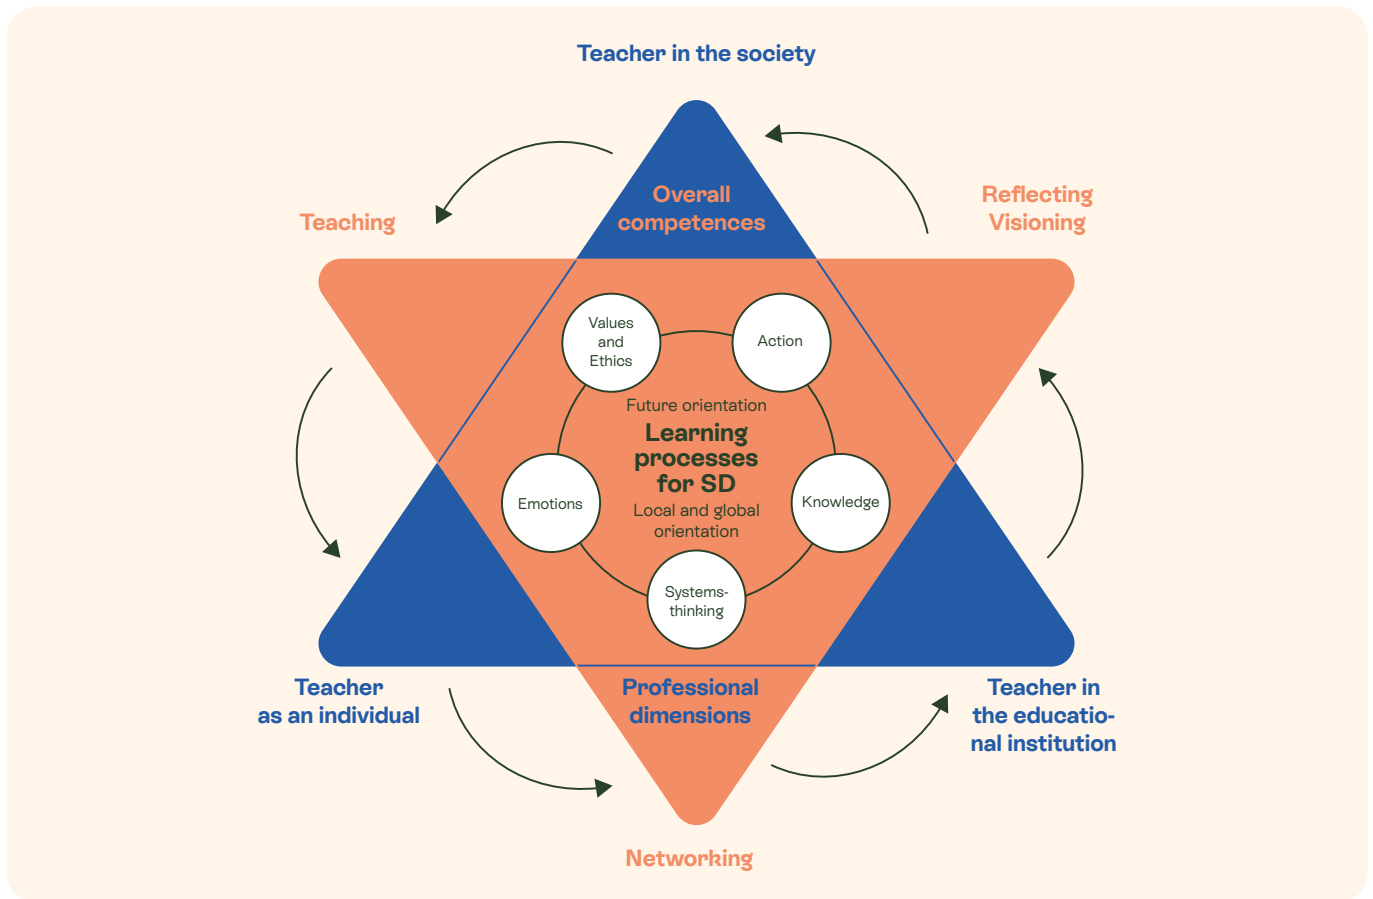 Teacher in the society
Overall
competences
Teaching
Reflecting
Visioning
Values
and
Ethics
Action
Future orientation
Learning
processes
for SD
Local and global
orientation
Emotions
Knowledge
Systems-
thinking
Teacher
as an individual
Professional
dimensions
Teacher in
the educatio-
nal institution
Networking